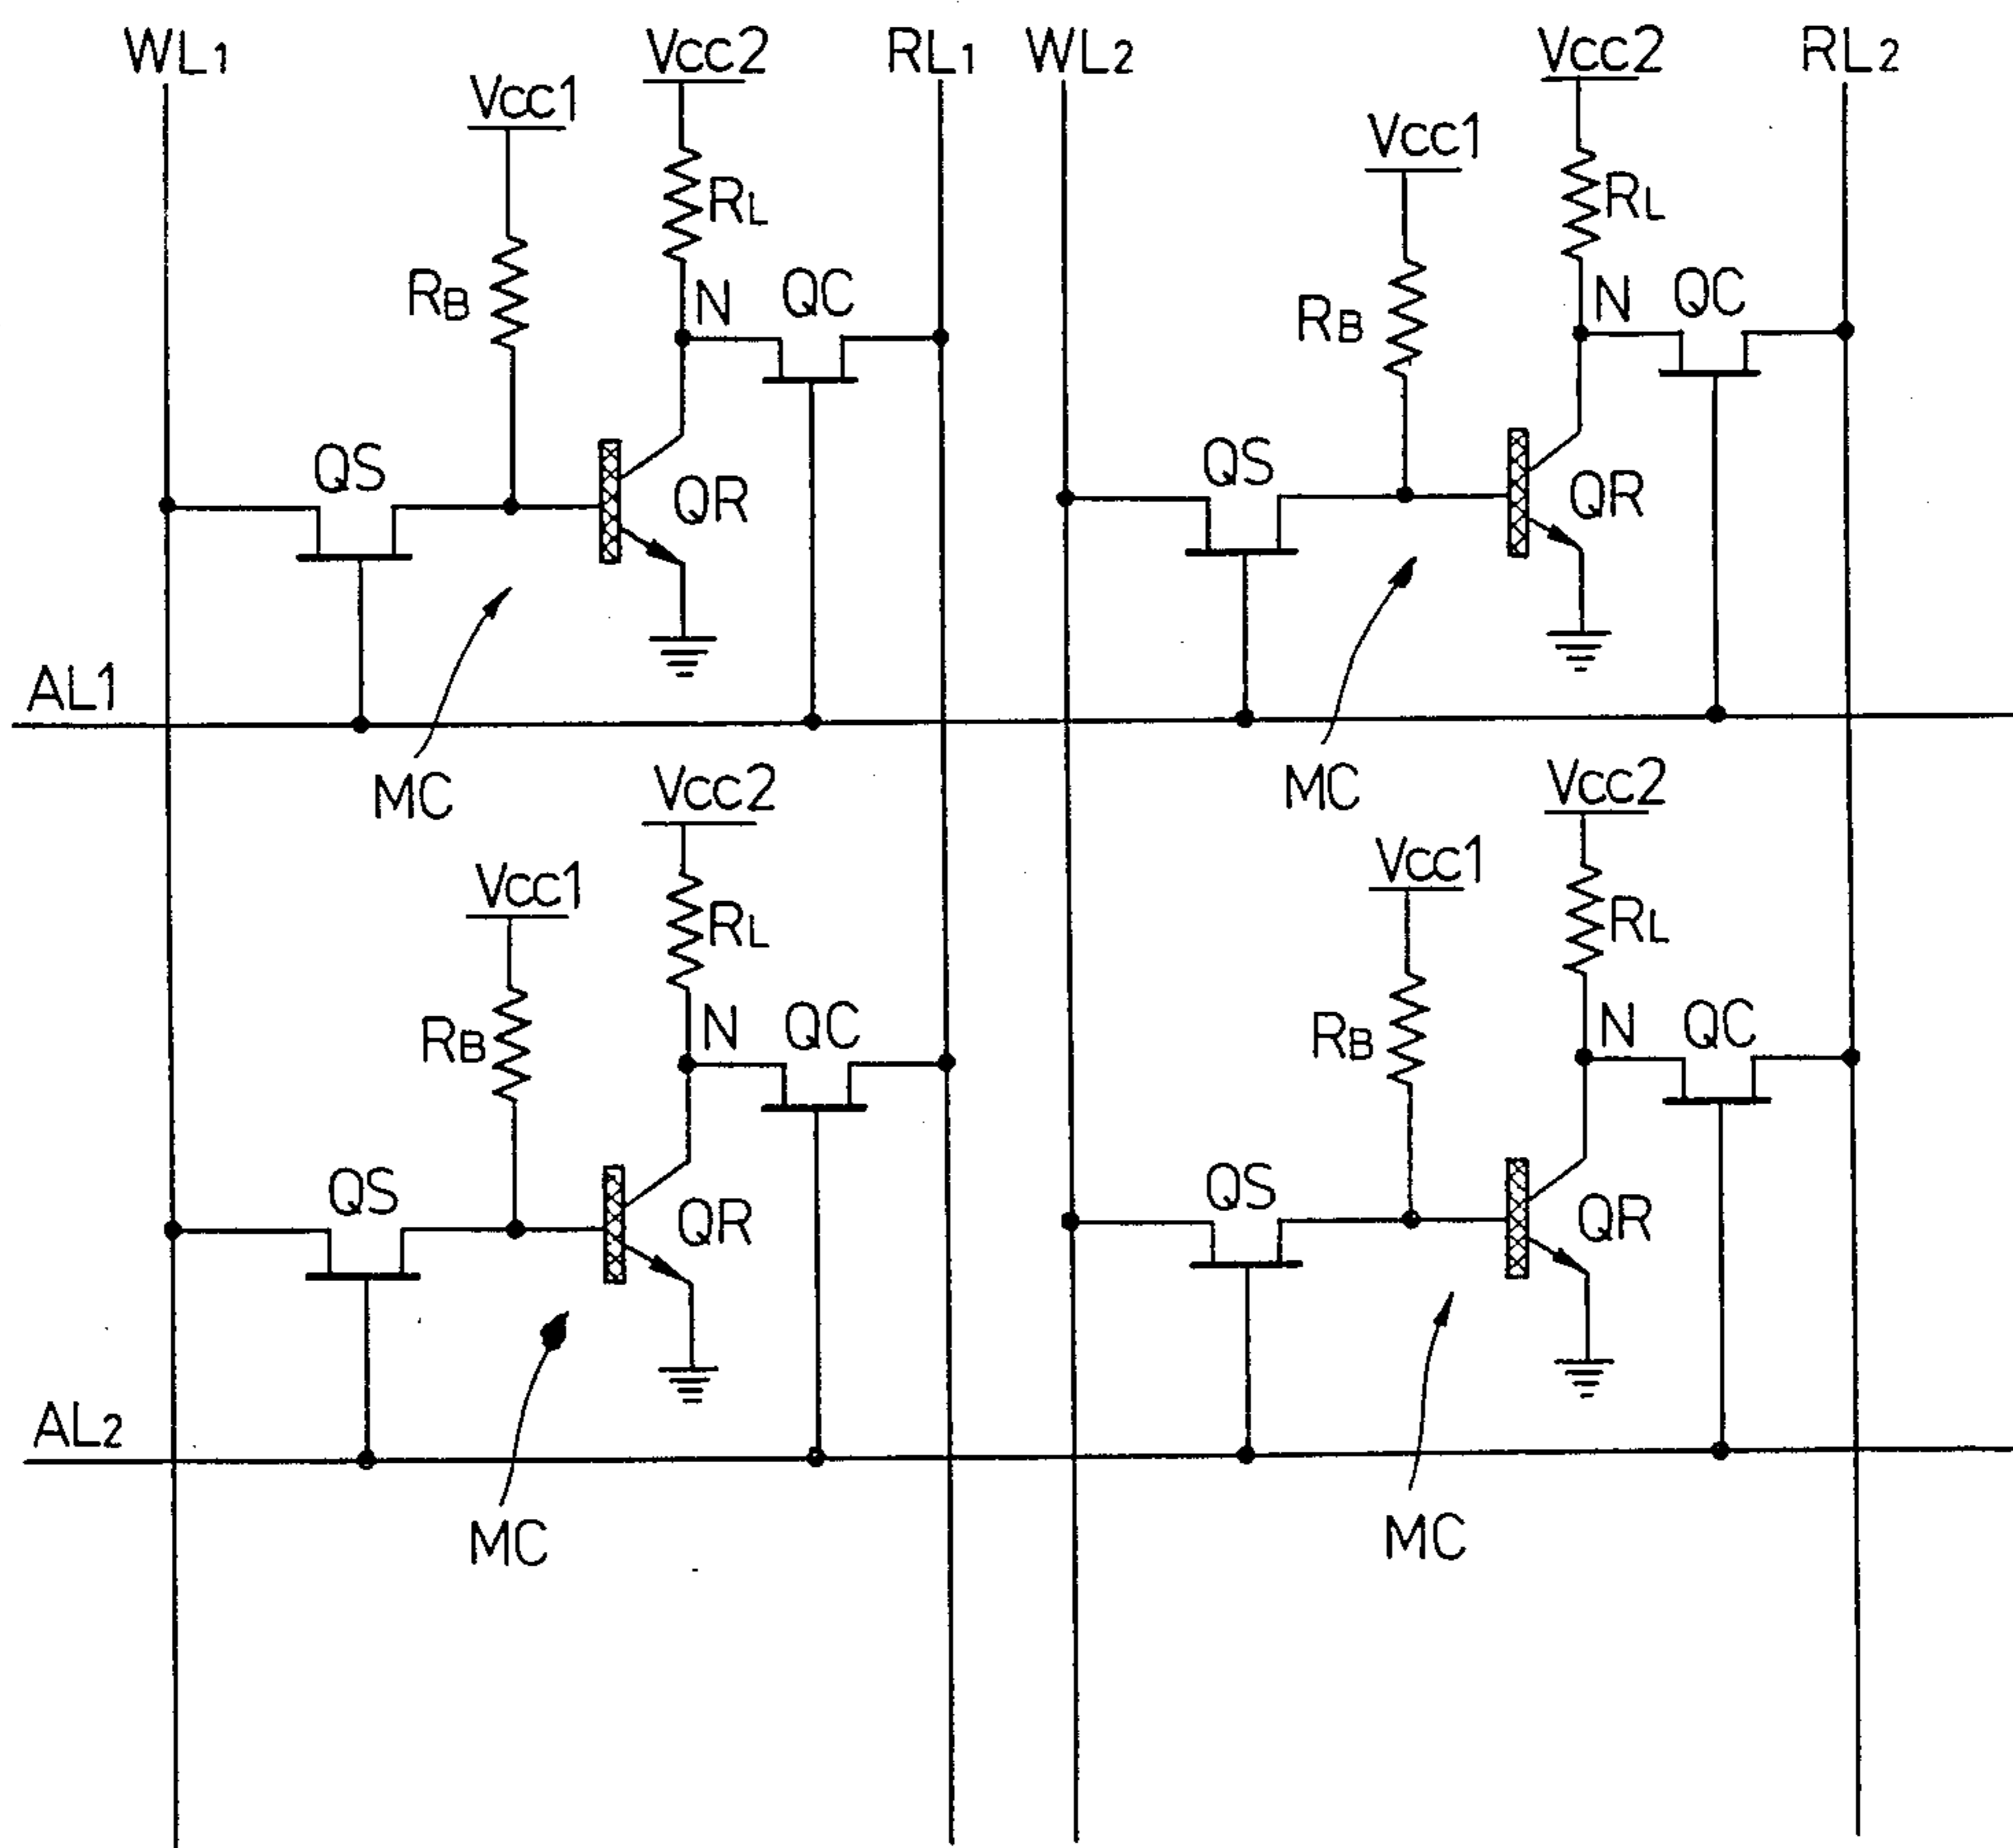 WL1 Vcc2 RL1 WL2 Vcc2 RL2
Vcc1 Vcc1
RL RL
RB N QC RB N QC
QS QR QS QR
AL1
MC MC
Vcc2 Vcc2
Vcc1 Vcc1
RL RL
RB N QC RB N QC
QS QR QS QR
AL2
MC MC